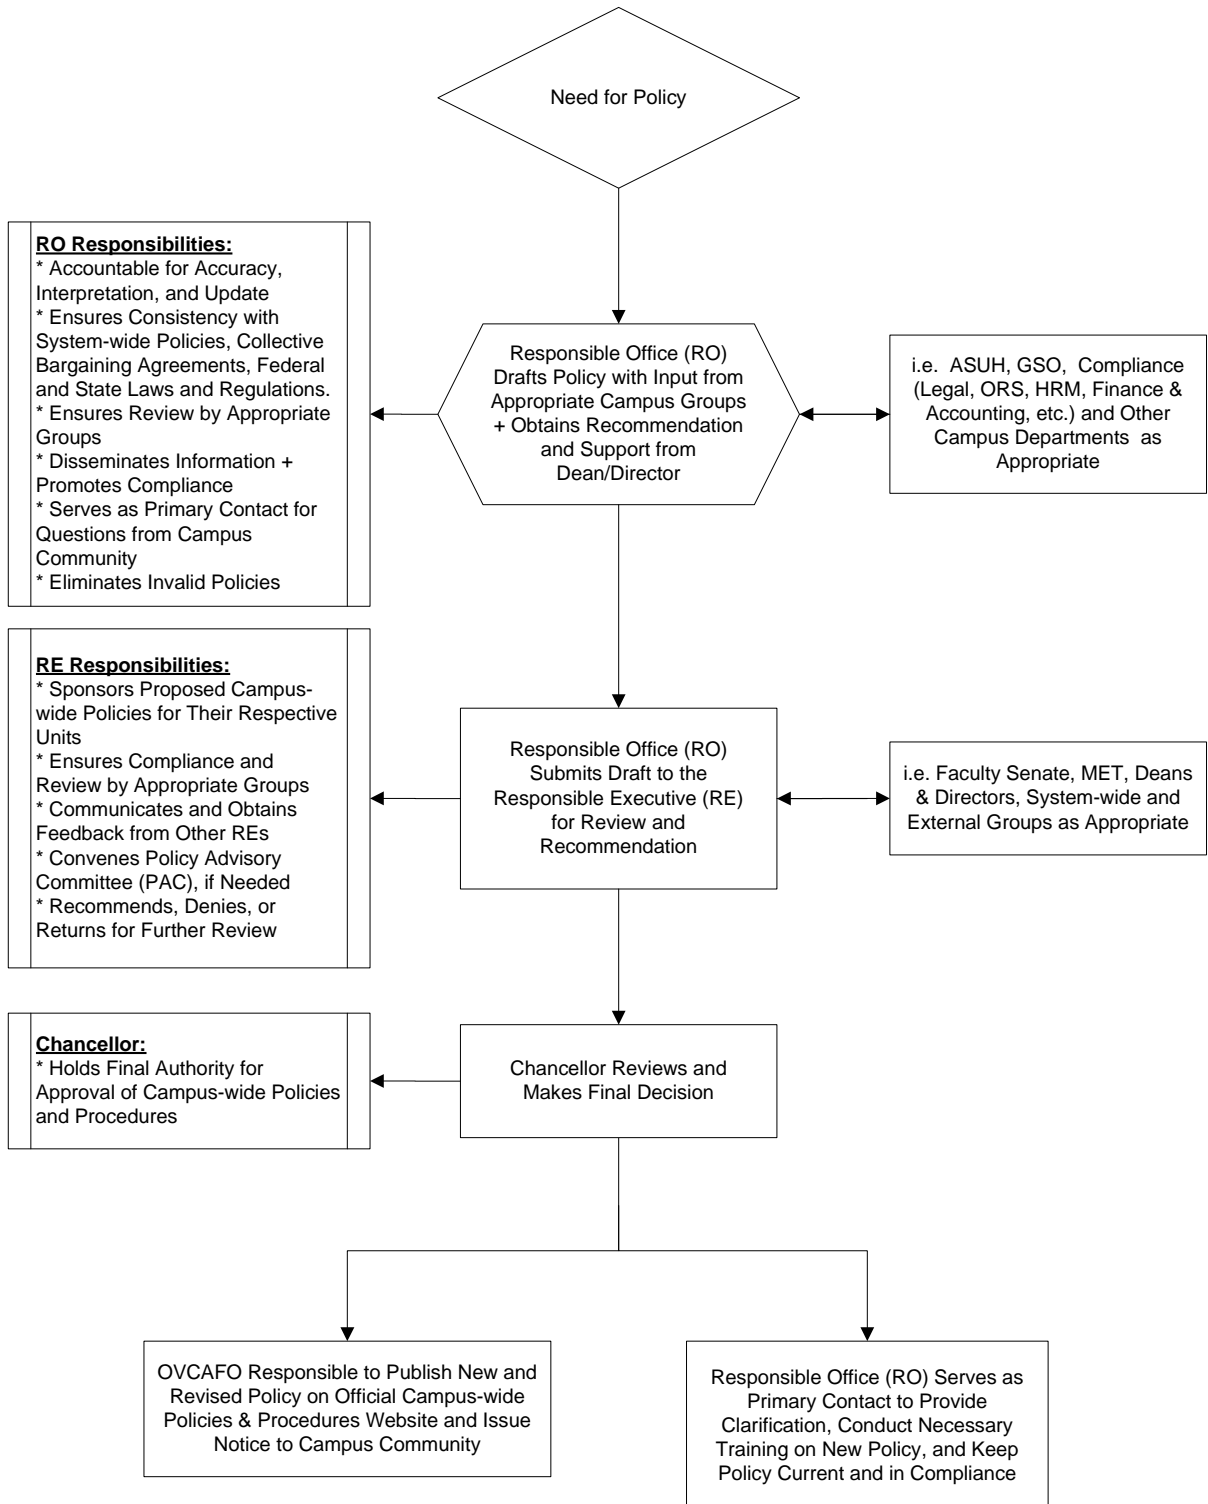 Need for Policy
RO Responsibilities:
* Accountable for Accuracy,
Interpretation, and Update
* Ensures Consistency with
System-wide Policies, Collective
Bargaining Agreements, Federal
and State Laws and Regulations.
* Ensures Review by Appropriate
Groups
* Disseminates Information +
Promotes Compliance
* Serves as Primary Contact for
Questions from Campus
Community
* Eliminates Invalid Policies
Responsible Office (RO)
Drafts Policy with Input from
Appropriate Campus Groups
+ Obtains Recommendation
and Support from
Dean/Director
i.e. ASUH, GSO, Compliance
(Legal, ORS, HRM, Finance &
Accounting, etc.) and Other
Campus Departments as
Appropriate
RE Responsibilities:
* Sponsors Proposed Campus-
wide Policies for Their Respective
Units
* Ensures Compliance and
Review by Appropriate Groups
* Communicates and Obtains
Feedback from Other REs
* Convenes Policy Advisory
Committee (PAC), if Needed
* Recommends, Denies, or
Returns for Further Review
Responsible Office (RO)
Submits Draft to the
Responsible Executive (RE)
for Review and
Recommendation
i.e. Faculty Senate, MET, Deans
& Directors, System-wide and
External Groups as Appropriate
Chancellor:
* Holds Final Authority for
Approval of Campus-wide Policies
and Procedures
Chancellor Reviews and
Makes Final Decision
OVCAFO Responsible to Publish New and
Revised Policy on Official Campus-wide
Policies & Procedures Website and Issue
Notice to Campus Community
Responsible Office (RO) Serves as
Primary Contact to Provide
Clarification, Conduct Necessary
Training on New Policy, and Keep
Policy Current and in Compliance